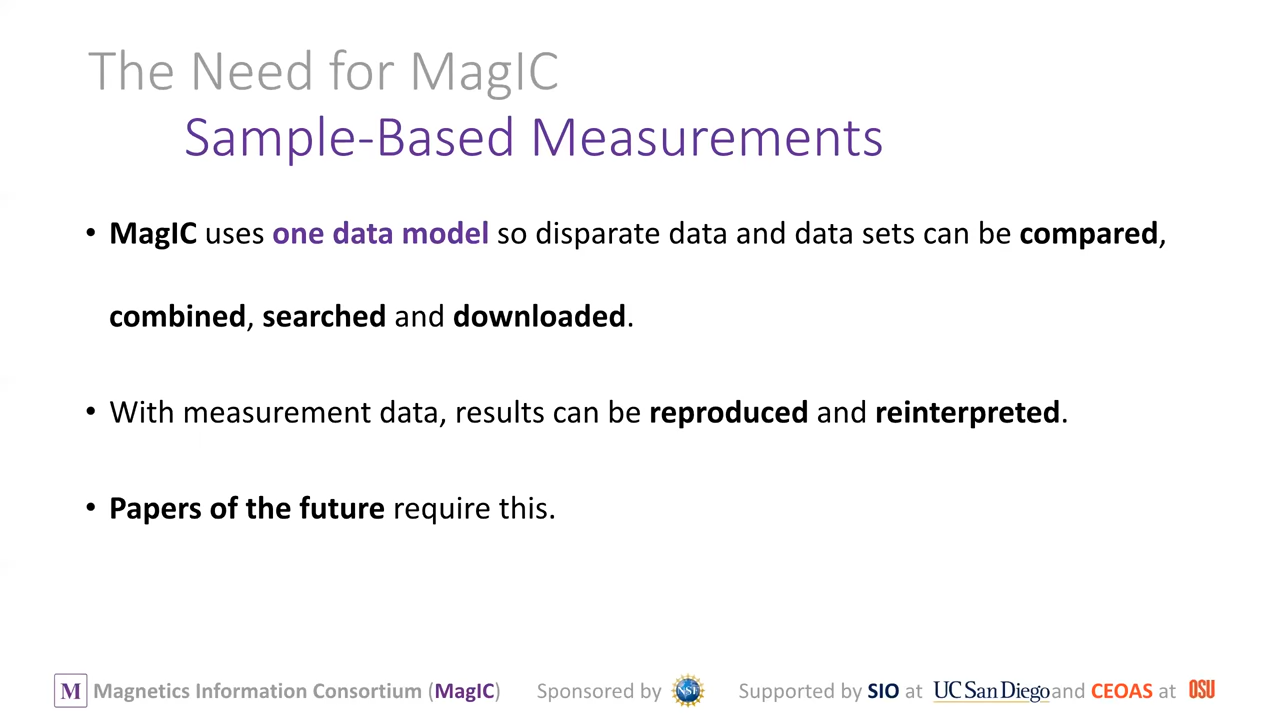 The Need for MagIC
Sample-Based Measurements
• MagIC uses one data model so disparate data and data sets can be compared,
combined, searched and downloaded.
• With measurement data, results can be reproduced and reinterpreted.
• Papers of the future require this.
M Magnetics Information Consortium (MagIC) Sponsored by NSF Supported by SIO at UC San Diego and CEOAS at OSU